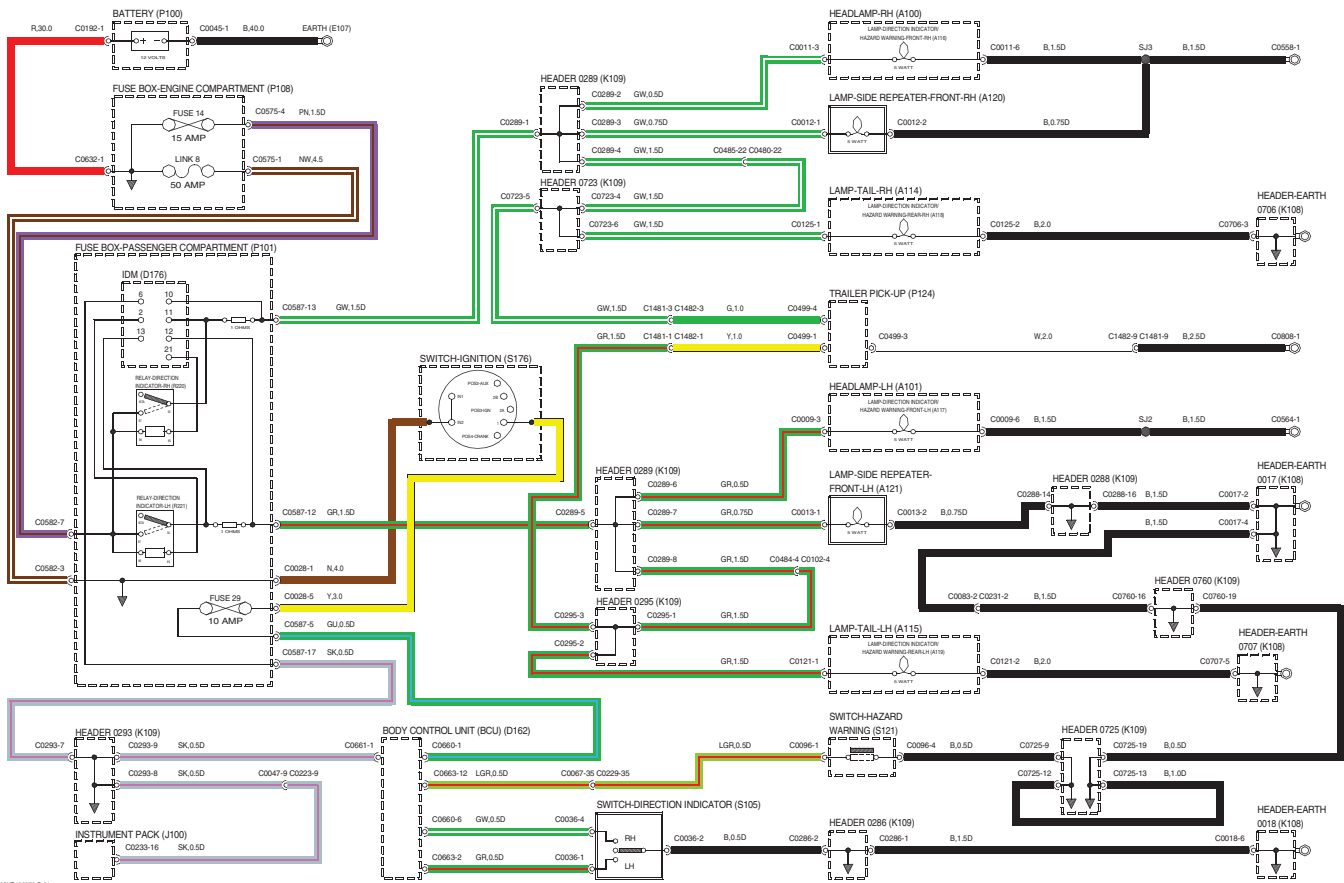 BATTERY (P100)
R,30.0 C0192-1 C0045-1 B,40.0 EARTH (E107)
12 VOLTS
FUSE BOX-ENGINE COMPARTMENT (P108)
FUSE 14
15 AMP
C0575-4 PN,1.5D
C0632-1
LINK 8
50 AMP
C0575-1 NW,4.5
FUSE BOX-PASSENGER COMPARTMENT (P101)
IDM (D176)
6 10
2 11
13 12
21
1 OHMS
C0587-13 GW,1.5D
RELAY-DIRECTION
INDICATOR-RH (R220)
RELAY-DIRECTION
INDICATOR-LH (R221)
1 OHMS
C0587-12 GR,1.5D
C0582-7
C0582-3
C0028-1 N,4.0
FUSE 29
10 AMP
C0028-5 Y,3.0
C0587-5 GU,0.5D
C0587-17 SK,0.5D
SWITCH-IGNITION (S176)
POS2-AUX
IN1
2B
POS3-IGN
2A
IN2
1
POS4-CRANK
HEADER 0289 (K109)
C0289-1
C0289-2 GW,0.5D
C0289-3 GW,0.75D
C0289-4 GW,1.5D C0485-22 C0480-22
HEADER 0723 (K109)
C0723-5
C0723-4 GW,1.5D
C0723-6 GW,1.5D
HEADLAMP-RH (A100)
LAMP-DIRECTION INDICATOR/
HAZARD WARNING-FRONT-RH (A116)
6 WATT
C0011-3 C0011-6 B,1.5D SJ3 B,1.5D C0558-1
LAMP-SIDE REPEATER-FRONT-RH (A120)
5 WATT
C0012-1 C0012-2 B,0.75D
LAMP-TAIL-RH (A114)
LAMP-DIRECTION INDICATOR/
HAZARD WARNING-REAR-RH (A118)
6 WATT
C0125-1 C0125-2 B,2.0 C0706-3
HEADER-EARTH
0706 (K108)
TRAILER PICK-UP (P124)
GW,1.5D C1481-3 C1482-3 G,1.0 C0499-4
GR,1.5D C1481-1 C1482-1 Y,1.0 C0499-1
C0499-3 W,2.0 C1482-9 C1481-9 B,2.5D C0808-1
HEADLAMP-LH (A101)
LAMP-DIRECTION INDICATOR/
HAZARD WARNING-FRONT-LH (A117)
6 WATT
C0009-3 C0009-6 B,1.5D SJ2 B,1.5D C0564-1
HEADER 0289 (K109)
C0289-6 GR,0.5D
C0289-5
C0289-7 GR,0.75D C0013-1
C0289-8 GR,1.5D C0484-4 C0102-4
LAMP-SIDE REPEATER-
FRONT-LH (A121)
5 WATT
C0013-2 B,0.75D
HEADER 0288 (K109)
C0288-14 C0288-16 B,1.5D C0017-2
B,1.5D C0017-4
HEADER-EARTH
0017 (K108)
HEADER 0760 (K109)
C0083-2 C0231-2 B,1.5D C0760-16 C0760-19
HEADER 0295 (K109)
C0295-3 C0295-1 GR,1.5D
C0295-2
GR,1.5D C0121-1
LAMP-TAIL-LH (A115)
LAMP-DIRECTION INDICATOR/
HAZARD WARNING-REAR-LH (A119)
6 WATT
C0121-2 B,2.0 C0707-5
HEADER-EARTH
0707 (K108)
HEADER 0293 (K109)
C0293-7 C0293-9 SK,0.5D C0661-1
C0293-8 SK,0.5D C0047-9 C0223-9
INSTRUMENT PACK (J100)
C0233-16 SK,0.5D
BODY CONTROL UNIT (BCU) (D162)
C0660-1
C0663-12 LGR,0.5D C0067-35 C0229-35
C0660-6 GW,0.5D C0036-4
C0663-2 GR,0.5D C0036-1
SWITCH-DIRECTION INDICATOR (S105)
RH
LH
C0036-2 B,0.5D C0286-2
SWITCH-HAZARD
WARNING (S121)
LGR,0.5D C0096-1 C0096-4 B,0.5D C0725-9
HEADER 0725 (K109)
C0725-19 B,0.5D
C0725-12 C0725-13 B,1.0D
HEADER 0286 (K109)
C0286-1 B,1.5D C0018-6
HEADER-EARTH
0018 (K108)